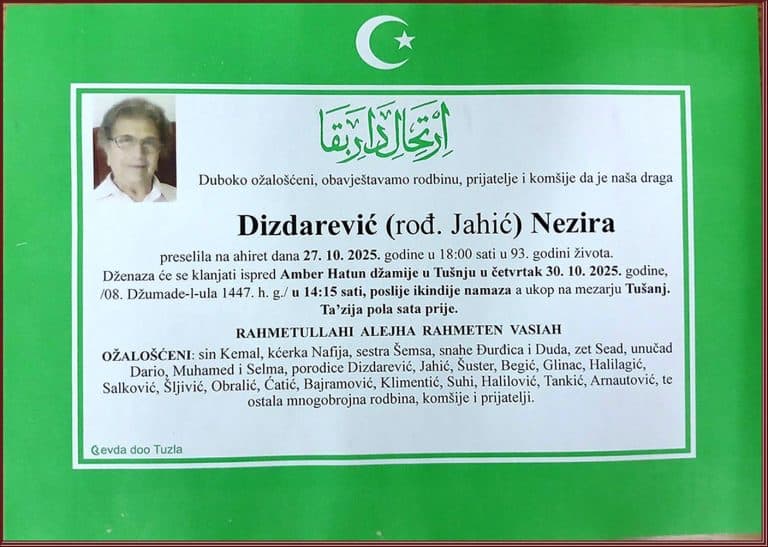 اِرْتِحَالِ دَارِ بَقَا
Duboko ožalošćeni, obavještavamo rodbinu, prijatelje i komšije da je naša draga
Dizdarević (rođ. Jahić) Nezira
preselila na ahiret dana 27. 10. 2025. godine u 18:00 sati u 93. godini života.
Dženaza će se klanjati ispred Amber Hatun džamije u Tušnju u četvrtak 30. 10. 2025. godine,
/08. Džumade-l-ula 1447. h. g./ u 14:15 sati, poslije ikindije namaza a ukop na mezarju Tušanj.
Ta'zija pola sata prije.
RAHMETULLAHI ALEJHA RAHMETEN VASIAH
OŽALOŠĆENI: sin Kemal, kćerka Nafija, sestra Šemsa, snahe Đurđica i Duda, zet Sead, unučad
Dario, Muhamed i Selma, porodice Dizdarević, Jahić, Šuster, Begić, Glinac, Halilagić,
Salković, Šljivić, Obralić, Ćatić, Bajramović, Klimentić, Suhi, Halilović, Tankić, Arnautović, te
ostala mnogobrojna rodbina, komšije i prijatelji.
Qevda doo Tuzla